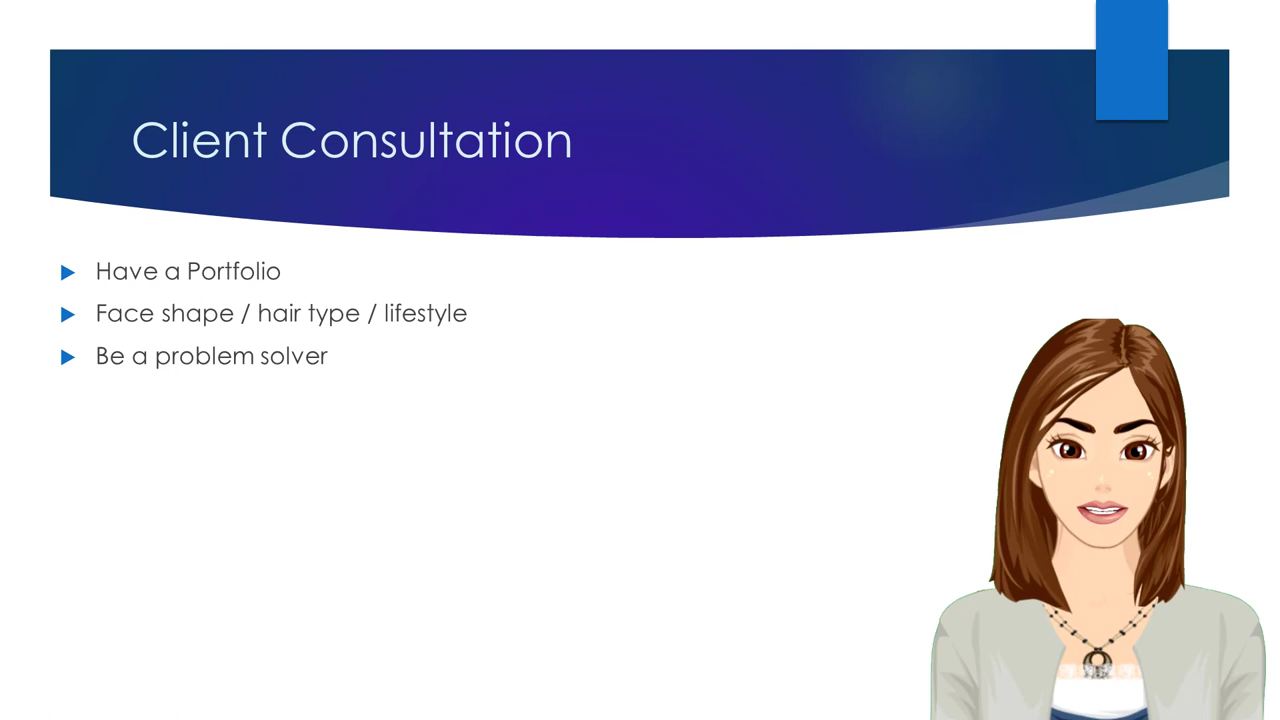 Client Consultation
Have a Portfolio
Face shape / hair type / lifestyle
Be a problem solver